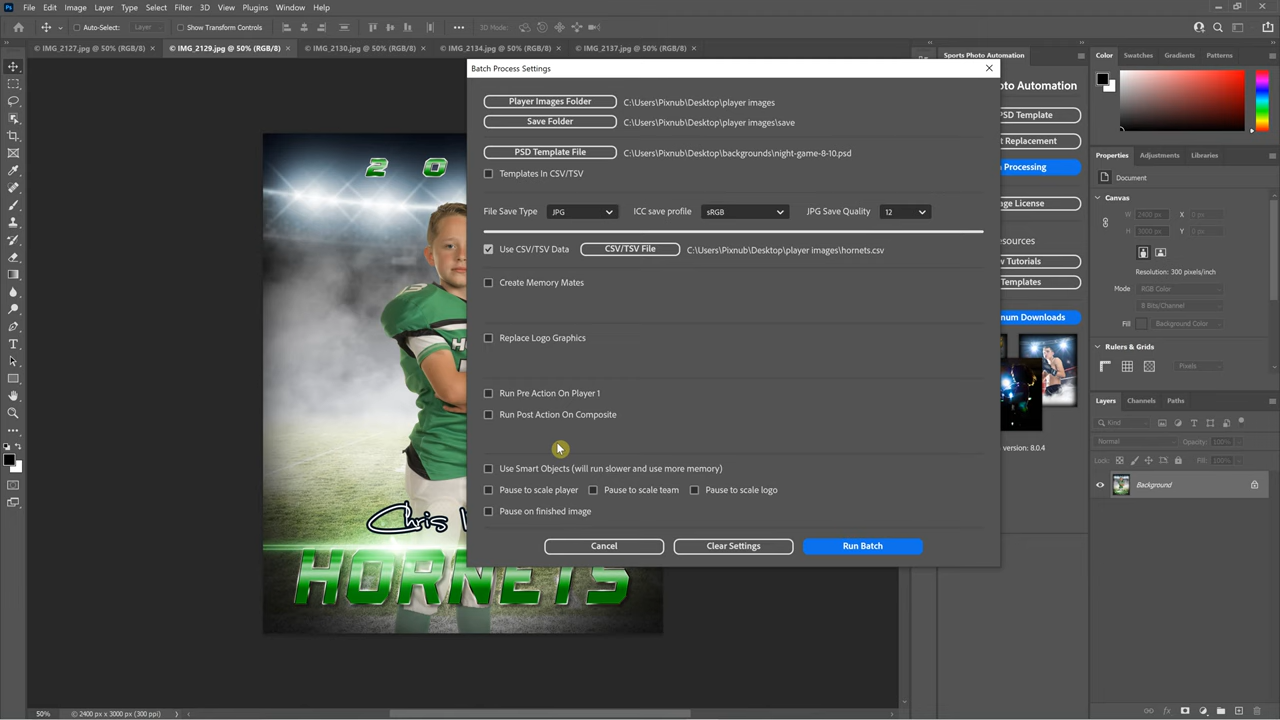 File Edit Image Layer Type Select Filter 3D View Plugins Window Help
Auto-Select: Layer Show Transform Controls 3D Mode:
© IMG_2127.jpg @ 50% (RGB/8) × © IMG_2129.jpg @ 50% (RGB/8) × © IMG_2130.jpg @ 50% (RGB/8) × © IMG_2134.jpg @ 50% (RGB/8) × © IMG_2137.jpg @ 50% (RGB/8) ×
Batch Process Settings
Player Images Folder C:\Users\Pixnub\Desktop\player images
Save Folder C:\Users\Pixnub\Desktop\player images\save
PSD Template File C:\Users\Pixnub\Desktop\backgrounds\night-game-8-10.psd
Templates In CSV/TSV
File Save Type JPG ICC save profile sRGB JPG Save Quality 12
Use CSV/TSV Data CSV/TSV File C:\Users\Pixnub\Desktop\player images\hornets.csv
Create Memory Mates
Replace Logo Graphics
Run Pre Action On Player 1
Run Post Action On Composite
Use Smart Objects (will run slower and use more memory)
Pause to scale player Pause to scale team Pause to scale logo
Pause on finished image
Cancel Clear Settings Run Batch
2 0
Chris
HORNETS
Sports Photo Automation
oto Automation
PSD Template
t Replacement
Processing
nge License
esources
w Tutorials
Templates
num Downloads
version: 8.0.4
Color Swatches Gradients Patterns
Properties Adjustments Libraries
Document
Canvas
W 2400 px X 0 px
H 3000 px Y 0 px
Resolution: 300 pixels/inch
Mode RGB Color
8 Bits/Channel
Fill Background Color
Rulers & Grids
Pixels
Layers Channels Paths
Kind
Normal Opacity: 100%
Lock: Fill: 100%
Background
50% © 2400 px x 3000 px (300 ppi)